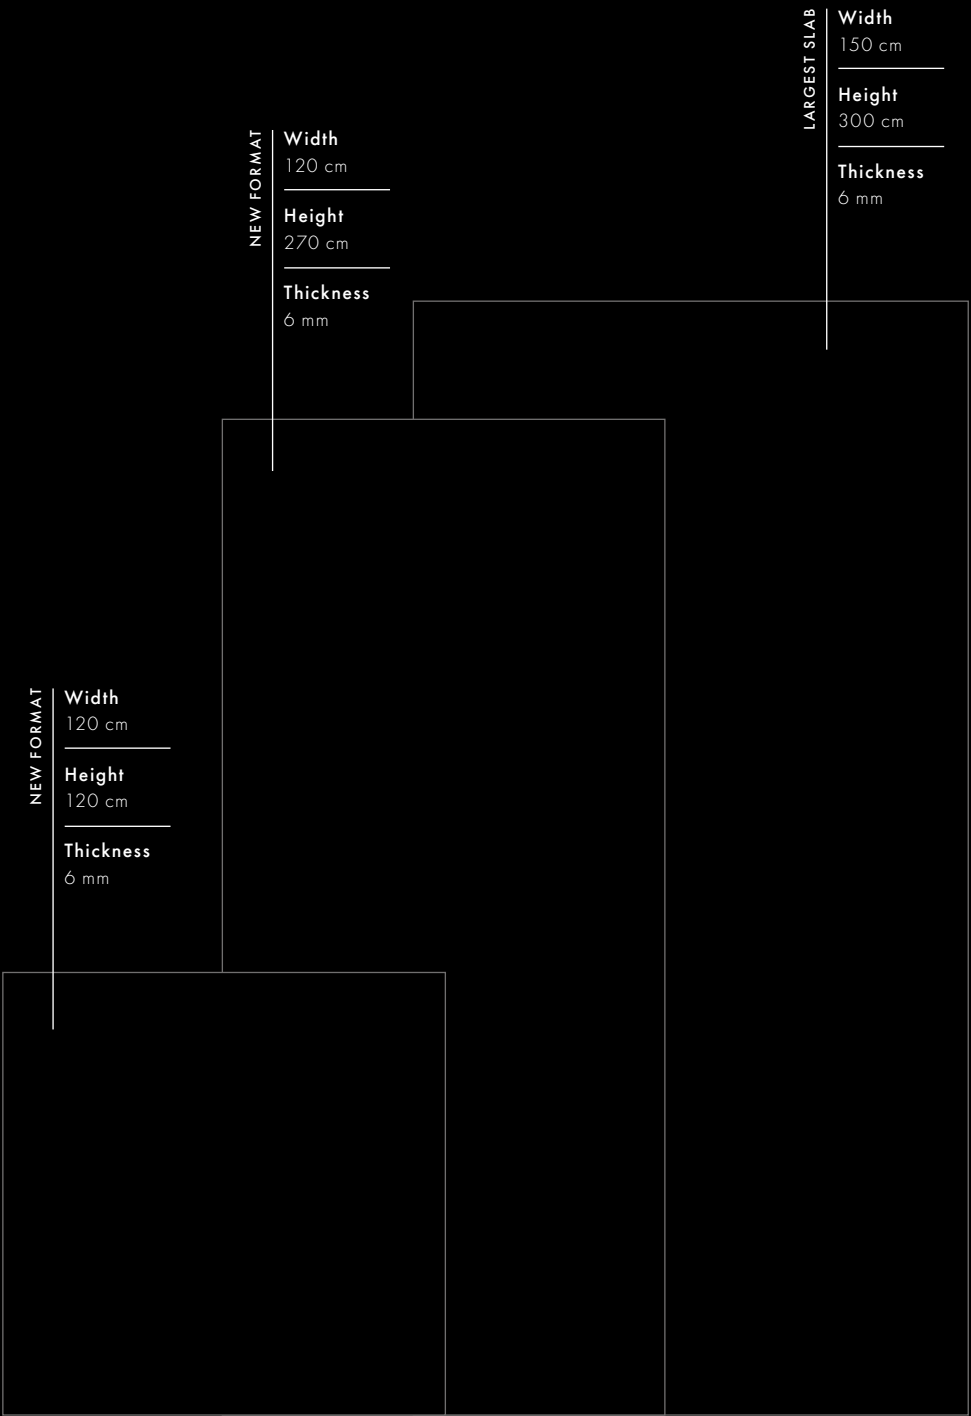 LARGEST SLAB
Width
150 cm
Height
300 cm
Thickness
6 mm
NEW FORMAT
Width
120 cm
Height
270 cm
Thickness
6 mm
NEW FORMAT
Width
120 cm
Height
120 cm
Thickness
6 mm